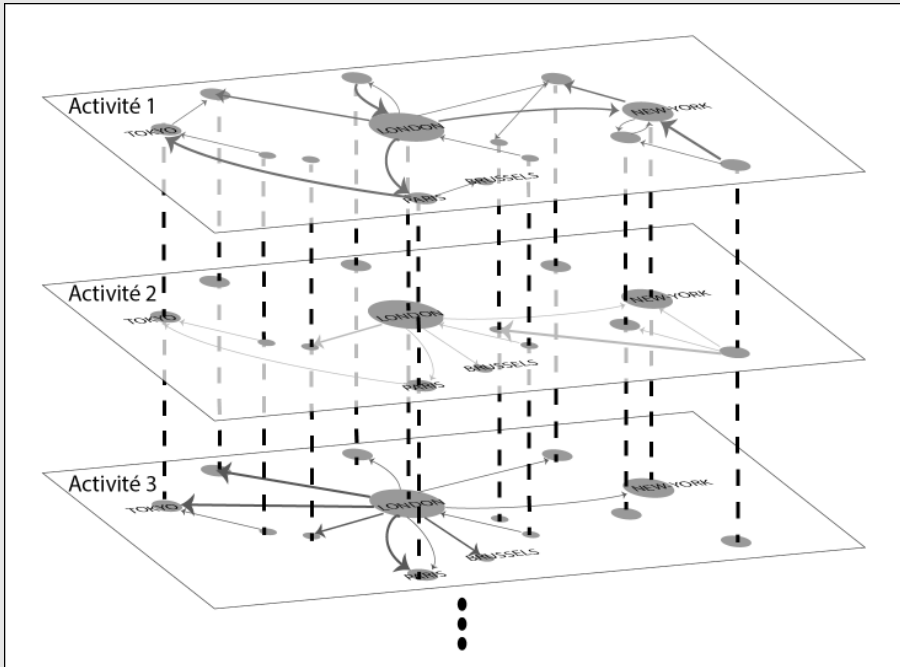 Activité 1
TOKYO
LONDON
NEW-YORK
PARIS
BRUSSELS
Activité 2
TOKYO
LONDON
NEW-YORK
PARIS
BRUSSELS
Activité 3
TOKYO
LONDON
NEW-YORK
PARIS
BRUSSELS